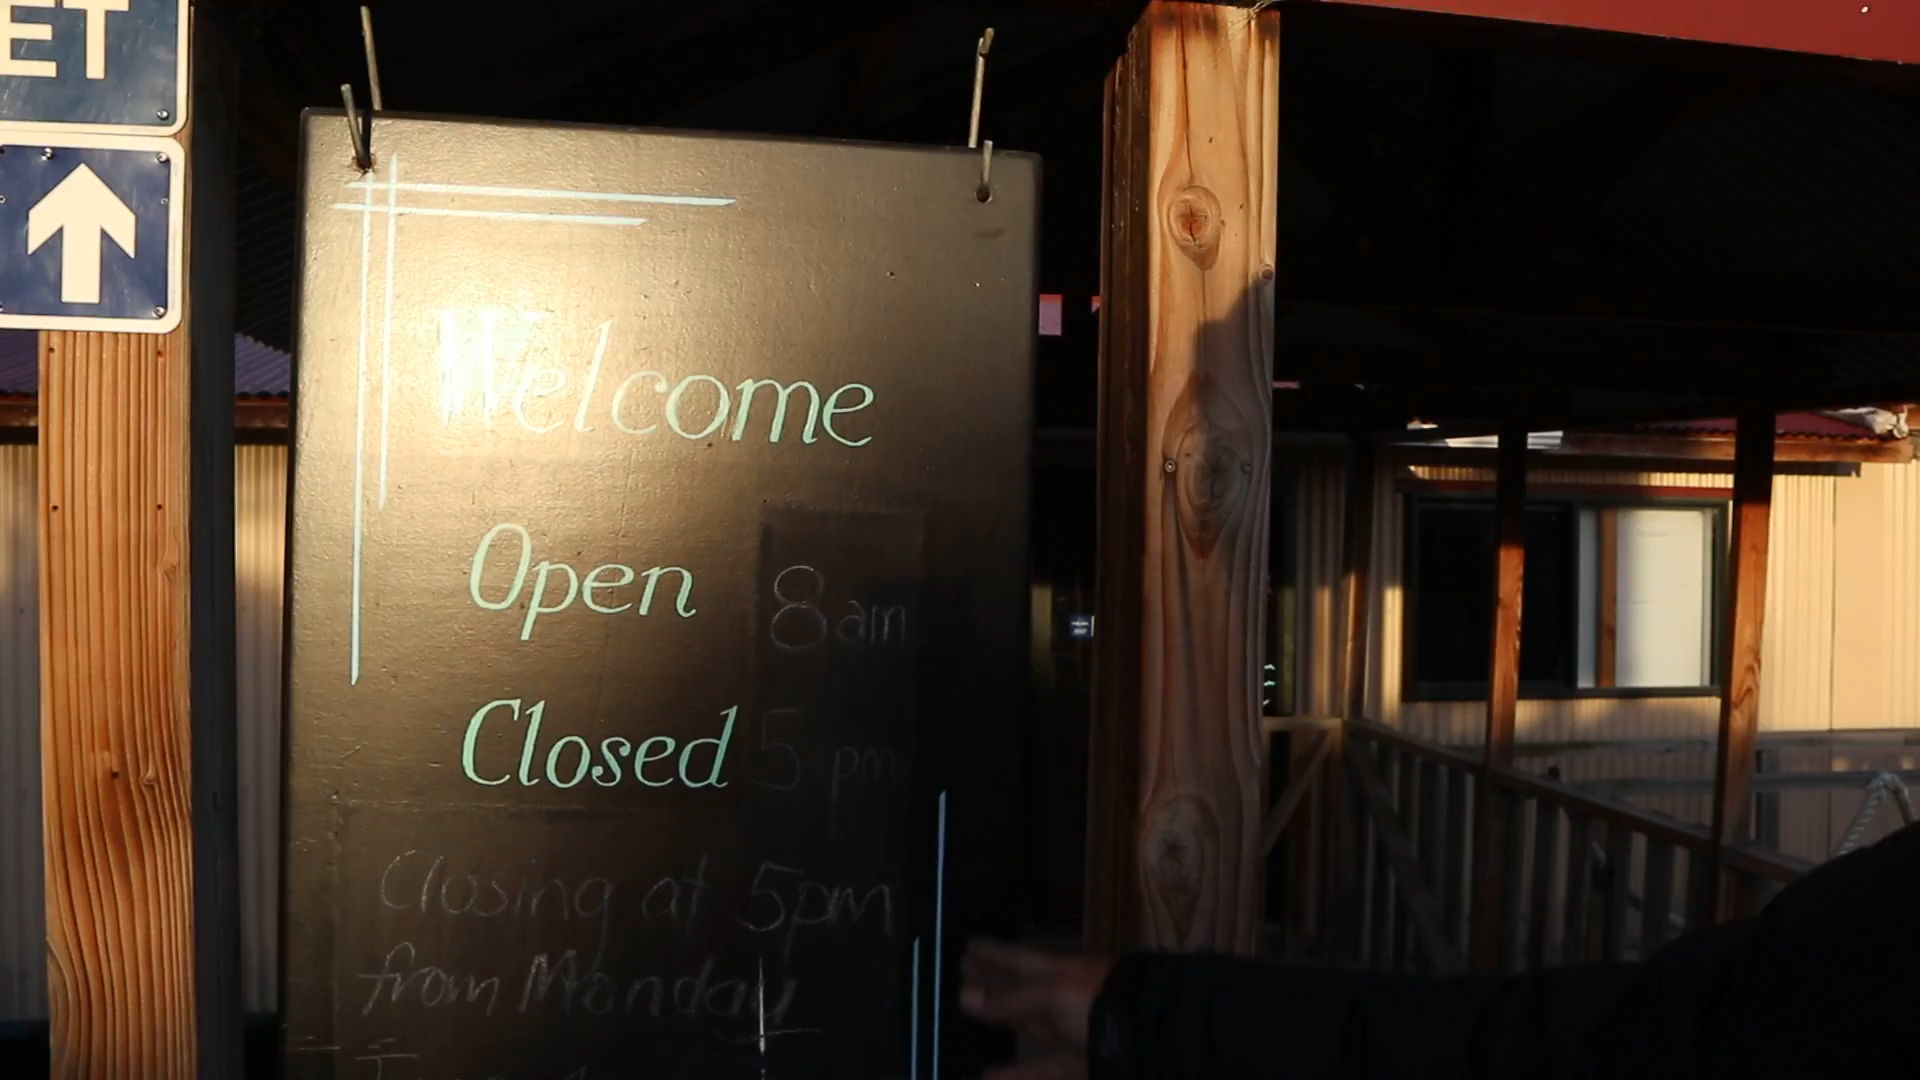 ET
Welcome
Open 8am
Closed 5pm
Closing at 5pm
from Monday